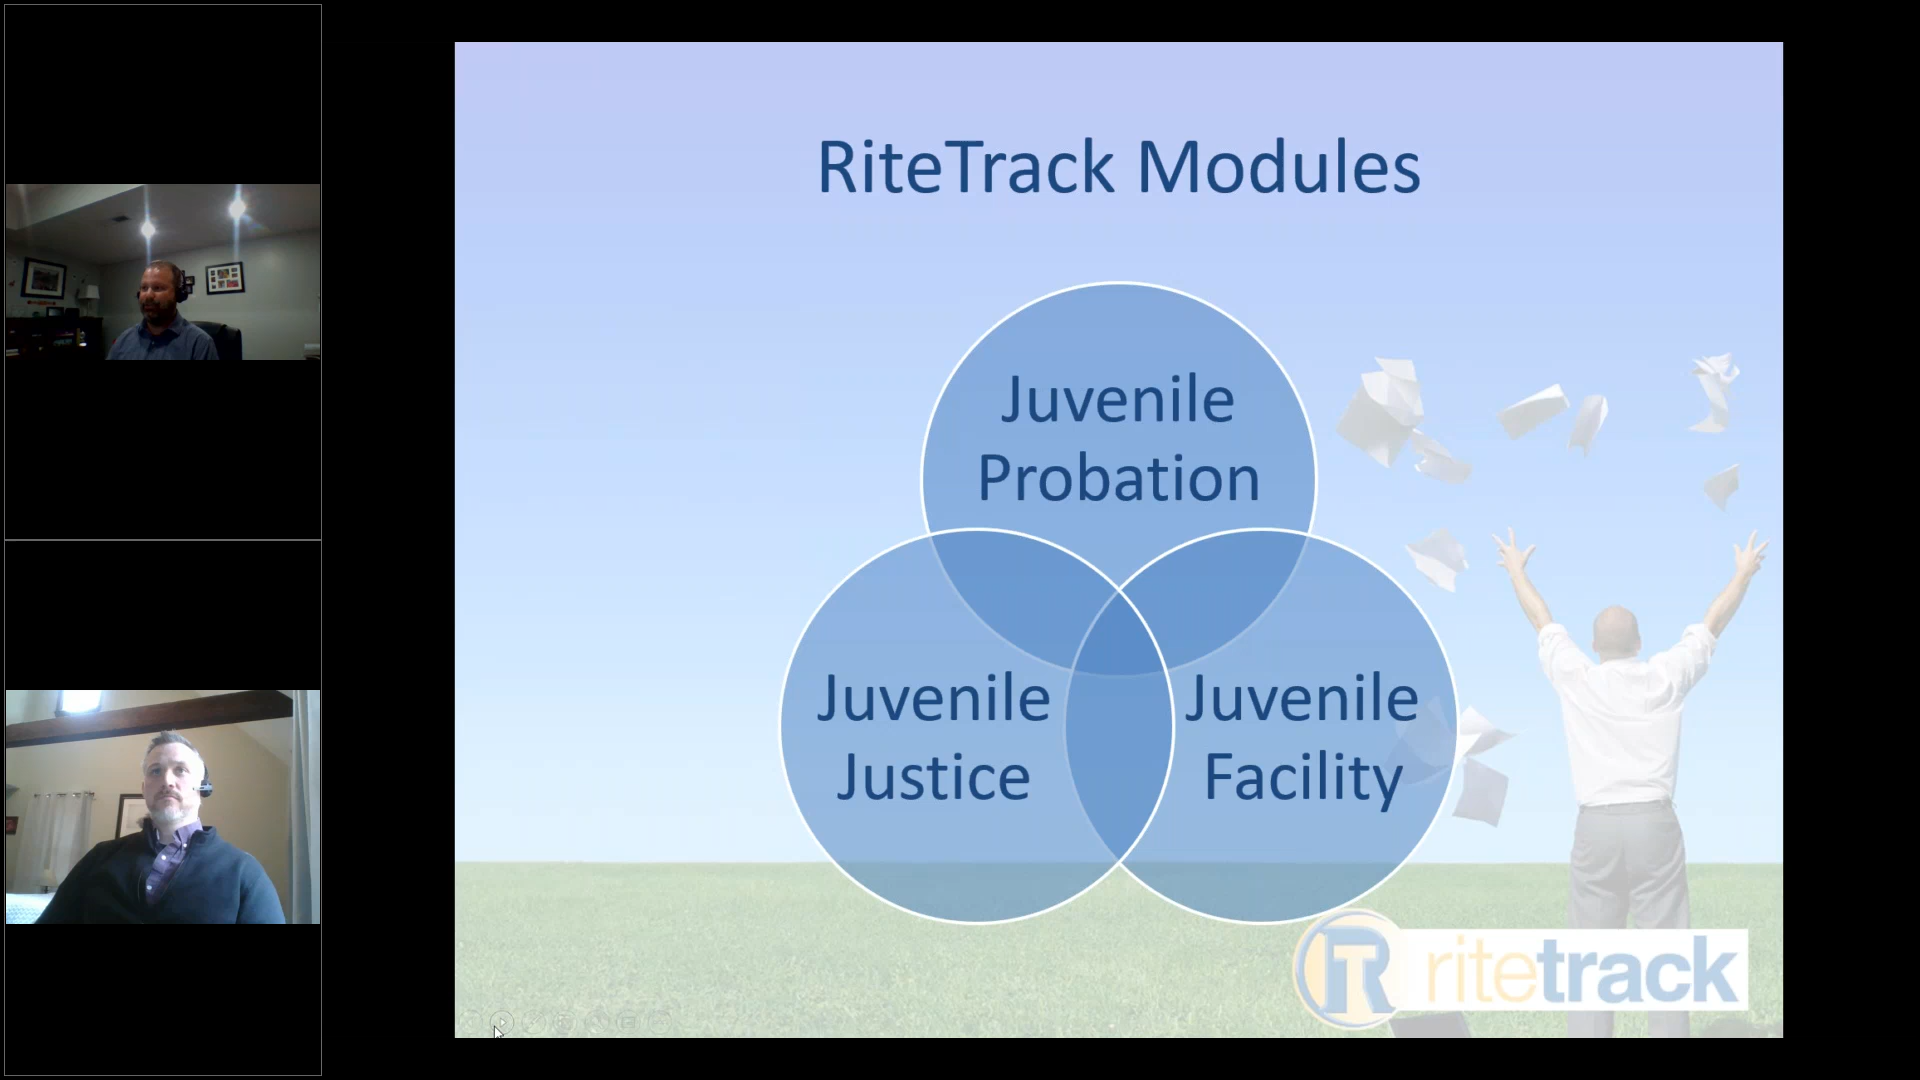 RiteTrack Modules
Juvenile
Probation
Juvenile
Justice
Juvenile
Facility
ritetrack